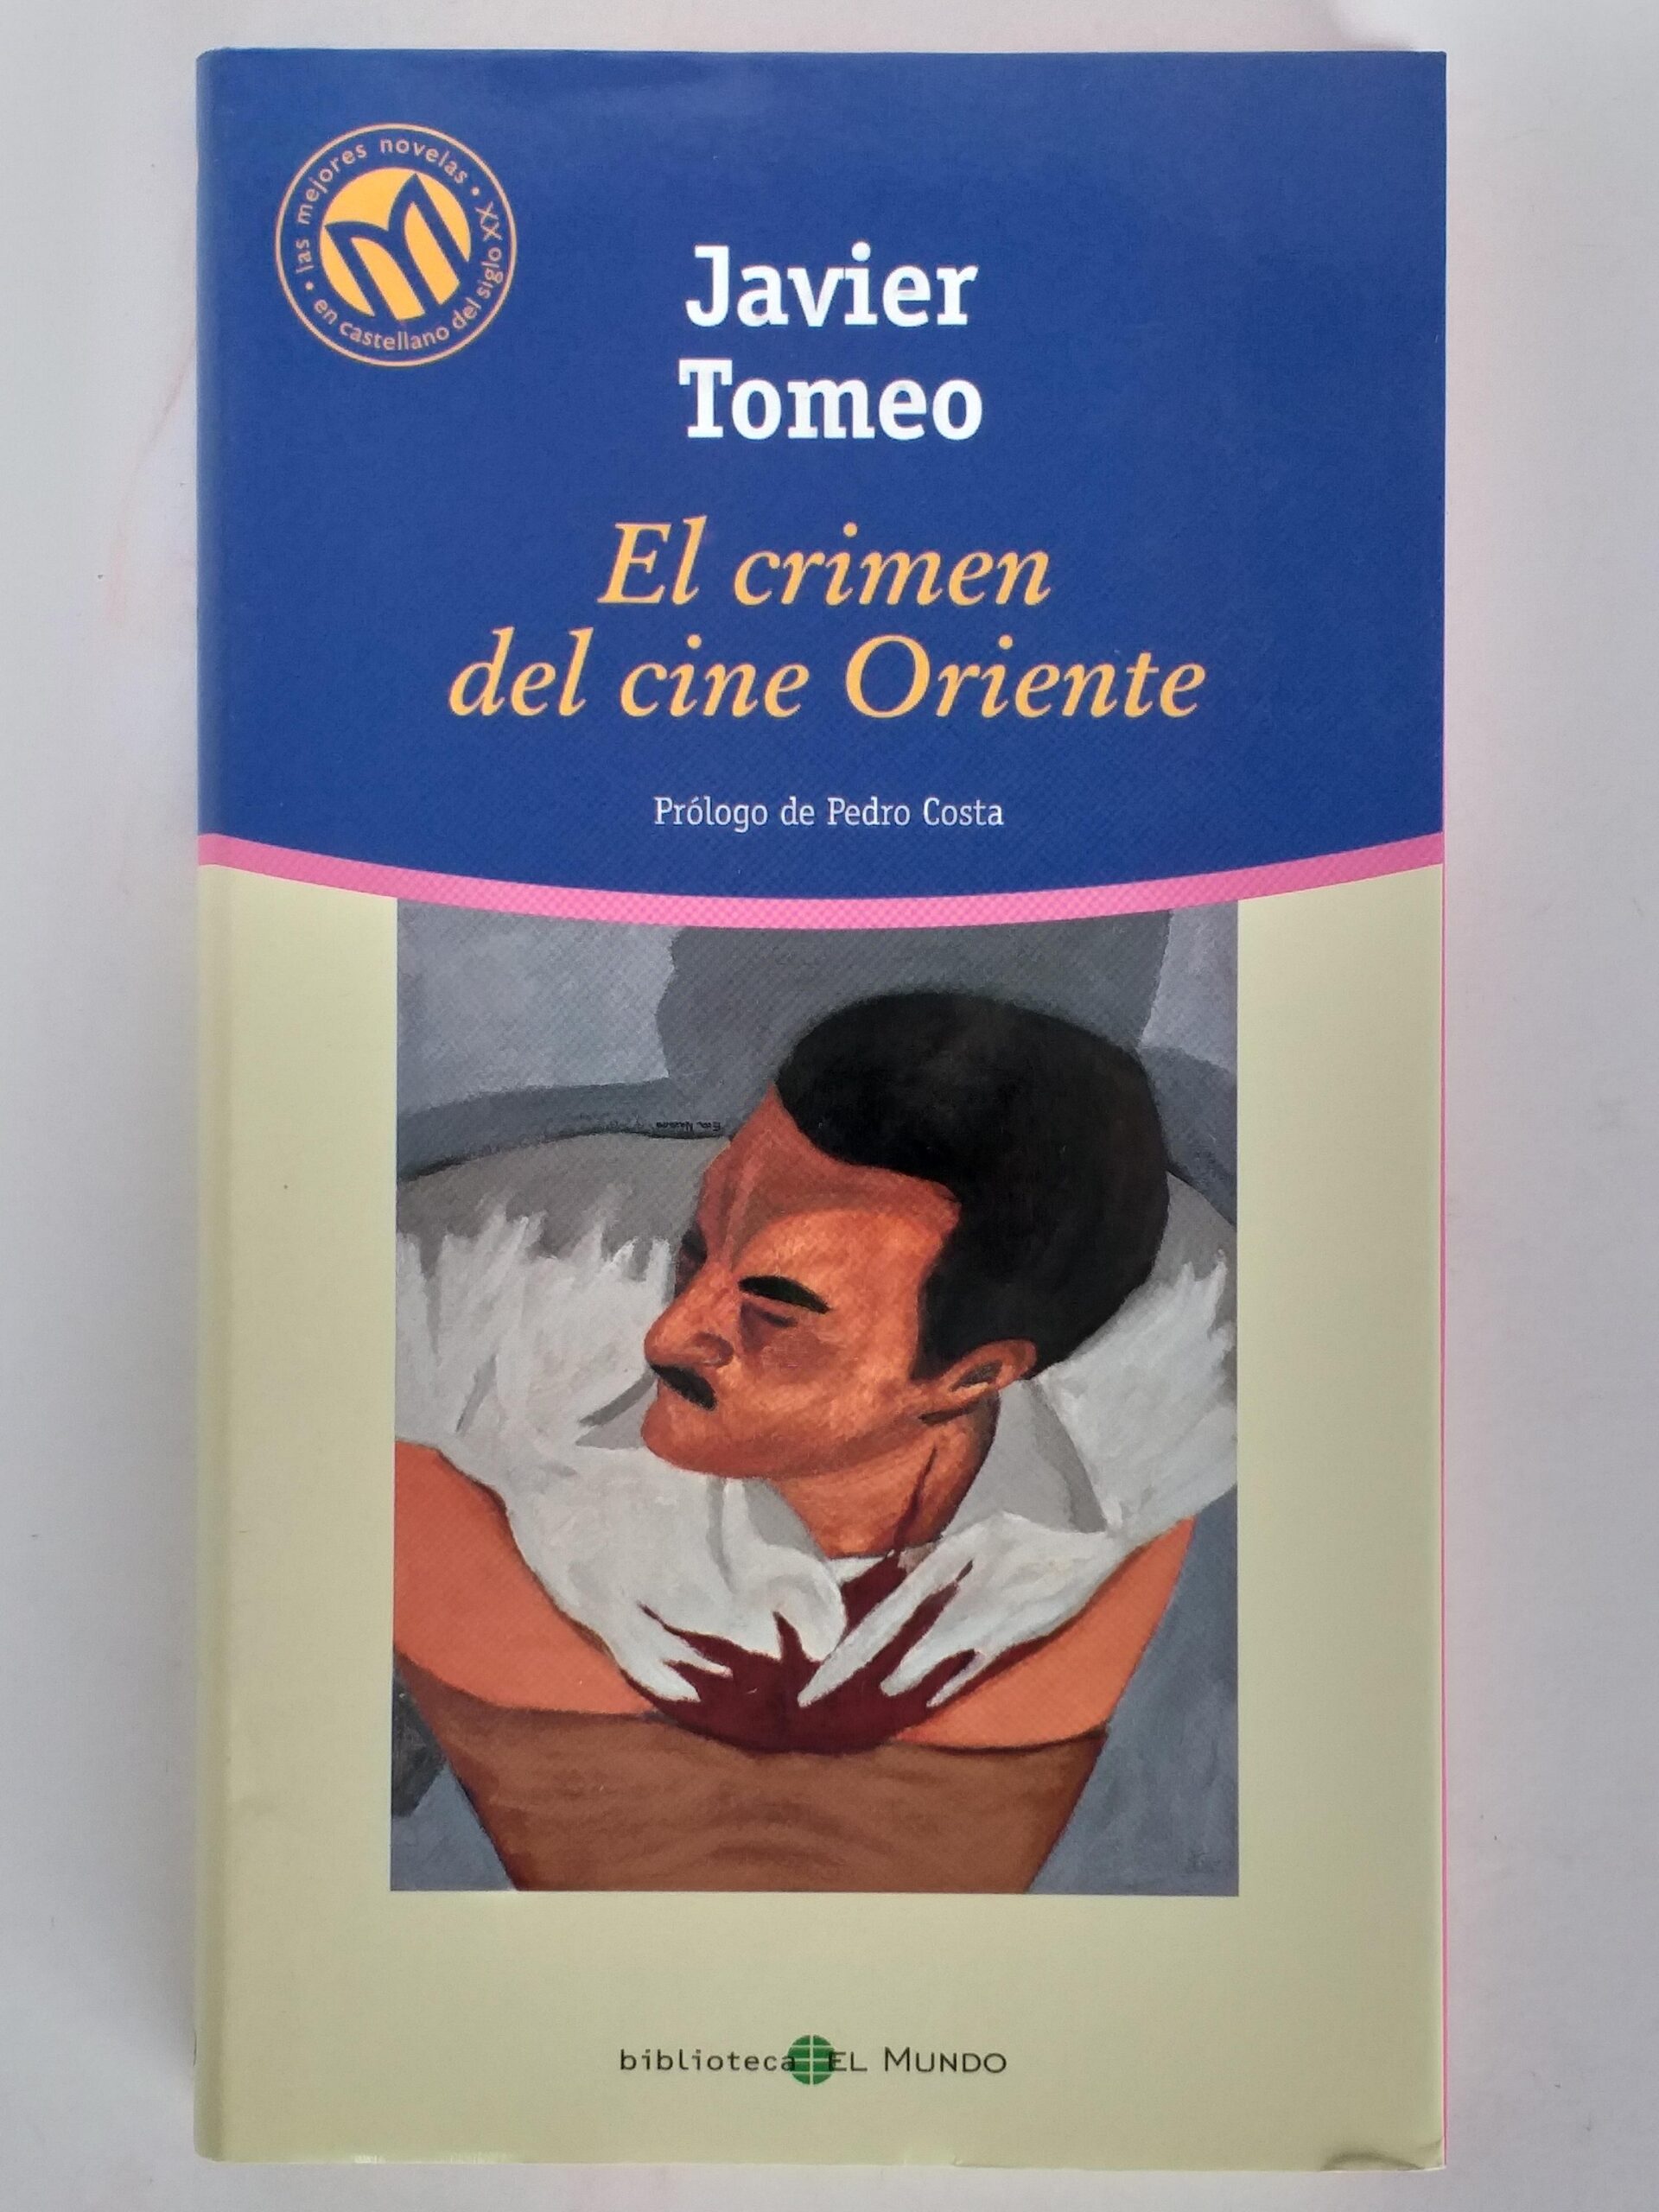 las mejores novelas • en castellano del siglo XX •
Javier
Tomeo
El crimen
del cine Oriente
Prólogo de Pedro Costa
biblioteca EL MUNDO